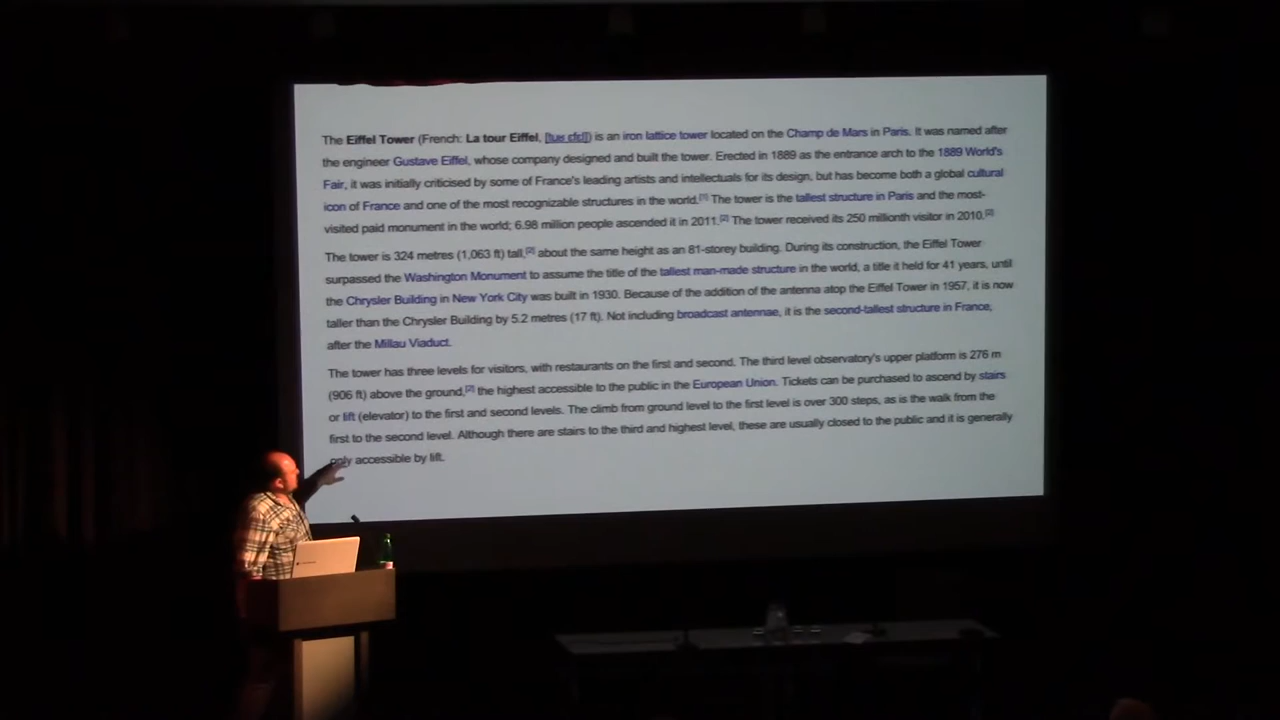 The Eiffel Tower (French: La tour Eiffel, [tuʁ ɛfɛl]) is an iron lattice tower located on the Champ de Mars in Paris. It was named after
the engineer Gustave Eiffel, whose company designed and built the tower. Erected in 1889 as the entrance arch to the 1889 World's
Fair, it was initially criticised by some of France's leading artists and intellectuals for its design, but has become both a global cultural
icon of France and one of the most recognizable structures in the world.[1] The tower is the tallest structure in Paris and the most-
visited paid monument in the world; 6.98 million people ascended it in 2011.[2] The tower received its 250 millionth visitor in 2010.[2]
The tower is 324 metres (1,063 ft) tall,[2] about the same height as an 81-storey building. During its construction, the Eiffel Tower
surpassed the Washington Monument to assume the title of the tallest man-made structure in the world, a title it held for 41 years, until
the Chrysler Building in New York City was built in 1930. Because of the addition of the antenna atop the Eiffel Tower in 1957, it is now
taller than the Chrysler Building by 5.2 metres (17 ft). Not including broadcast antennae, it is the second-tallest structure in France,
after the Millau Viaduct.
The tower has three levels for visitors, with restaurants on the first and second. The third level observatory's upper platform is 276 m
(906 ft) above the ground,[2] the highest accessible to the public in the European Union. Tickets can be purchased to ascend by stairs
or lift (elevator) to the first and second levels. The climb from ground level to the first level is over 300 steps, as is the walk from the
first to the second level. Although there are stairs to the third and highest level, these are usually closed to the public and it is generally
only accessible by lift.